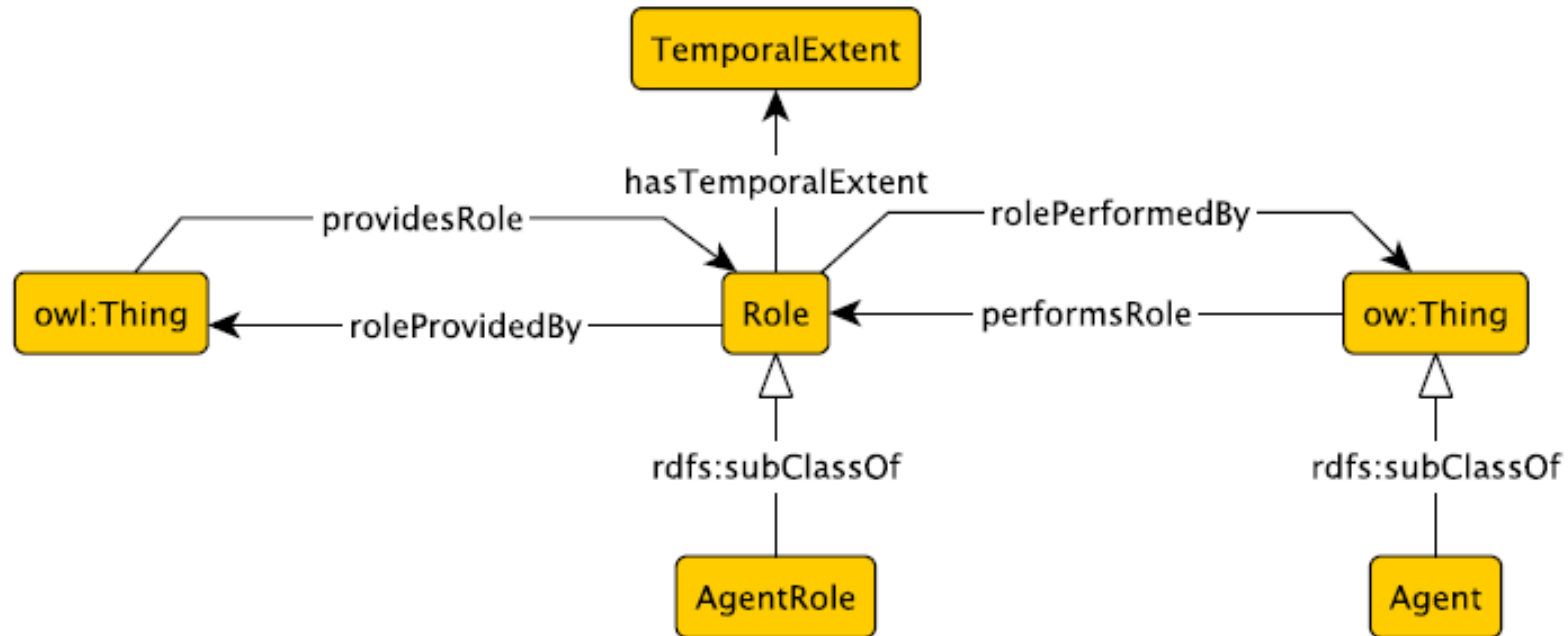 TemporalExtent
hasTemporalExtent
providesRole
rolePerformedBy
owl:Thing
roleProvidedBy
Role
performsRole
ow:Thing
rdfs:subClassOf
rdfs:subClassOf
AgentRole
Agent